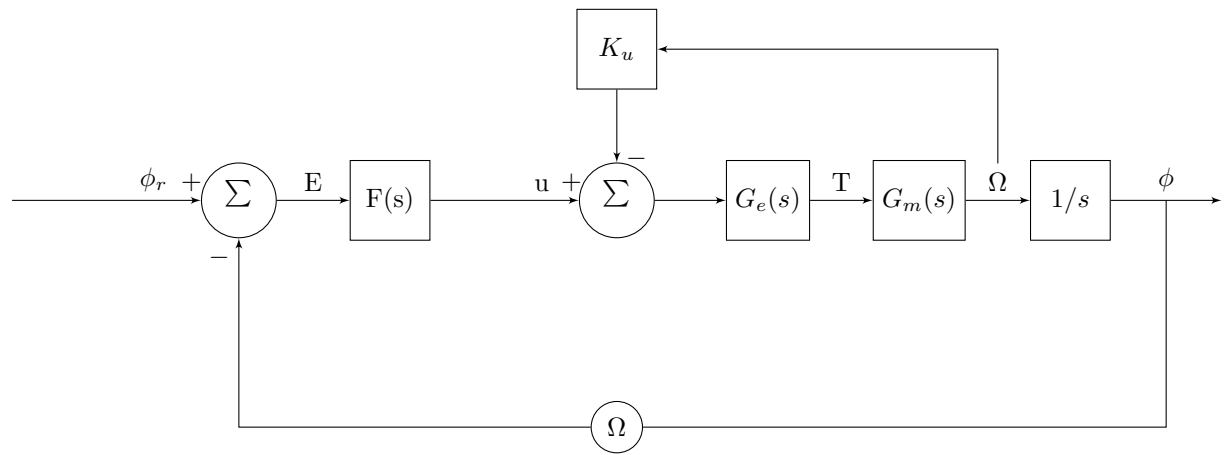 K_u
−
ϕ_r +
∑
E
F(s)
u +
∑
G_e(s)
T
G_m(s)
Ω
1/s
ϕ
−
Ω